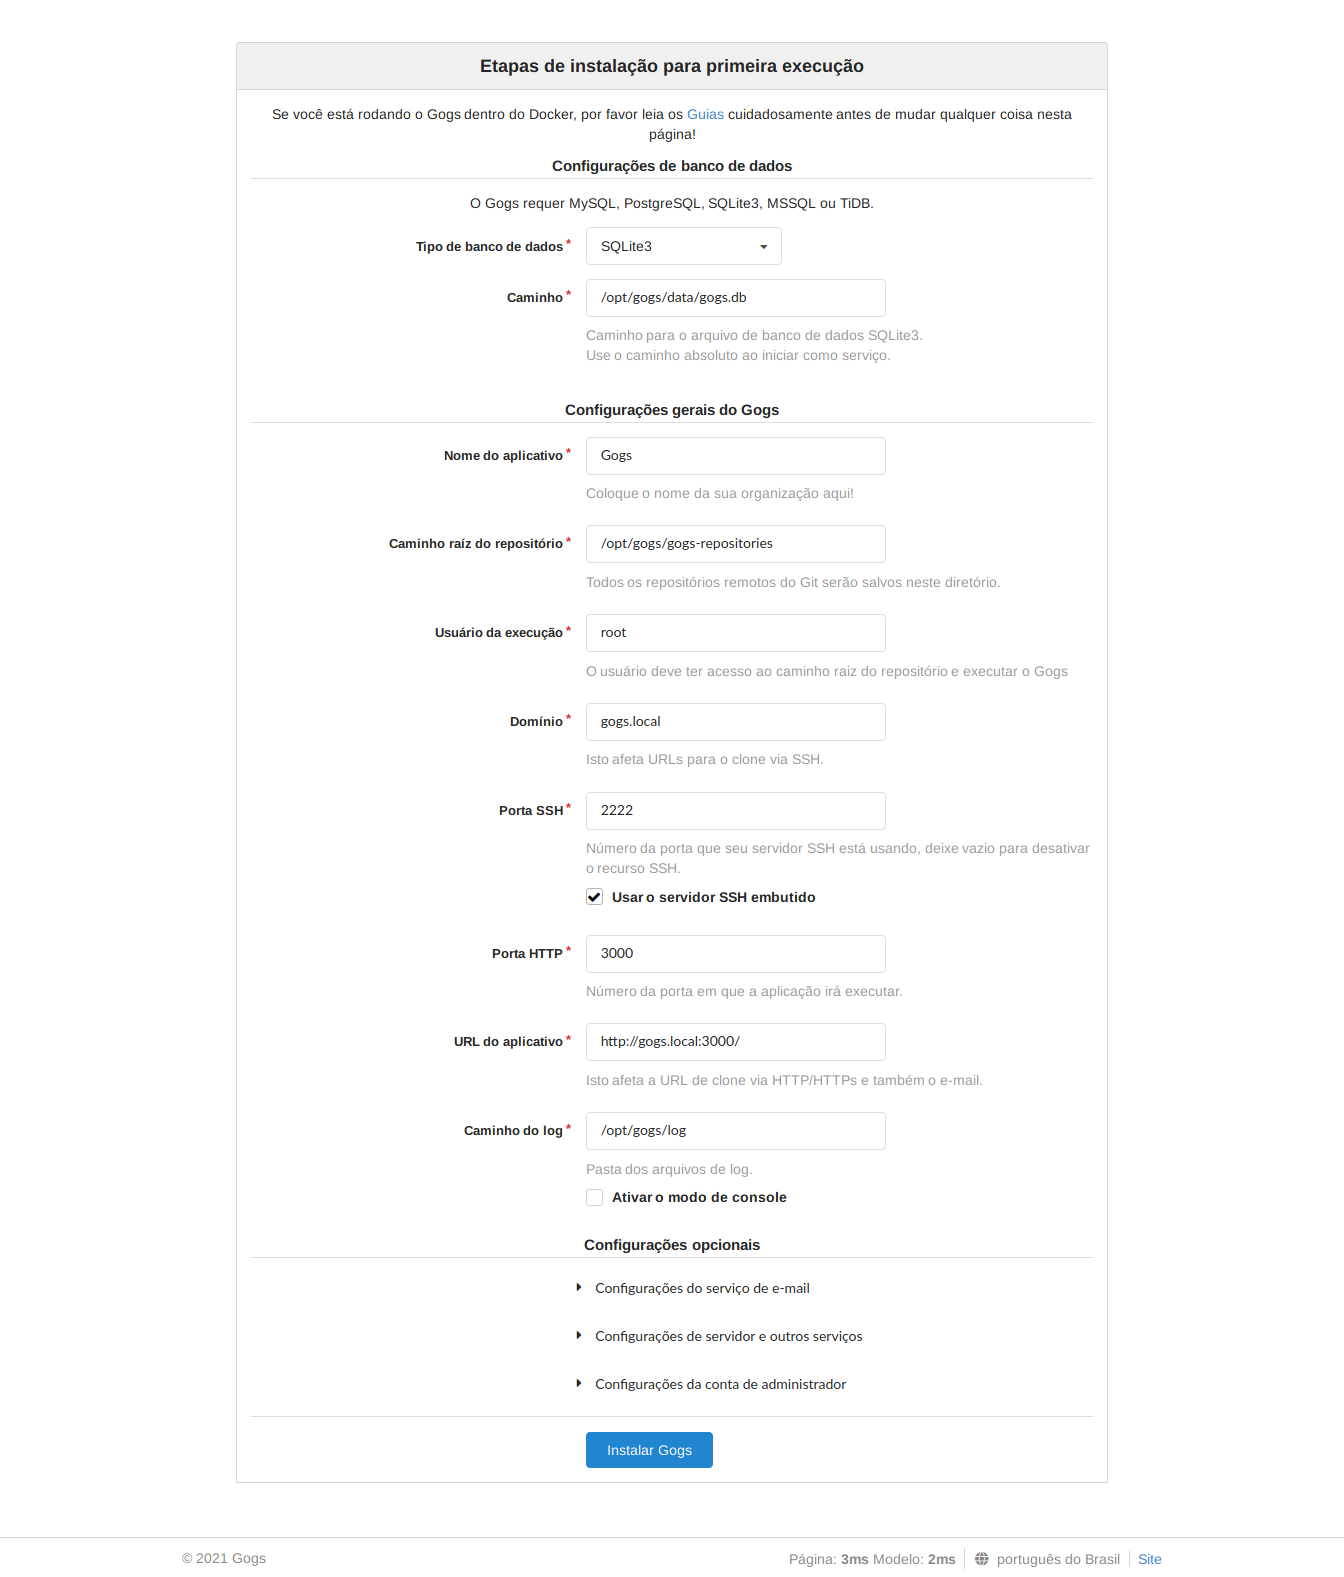 Etapas de instalação para primeira execução
Se você está rodando o Gogs dentro do Docker, por favor leia os Guias cuidadosamente antes de mudar qualquer coisa nesta
página!
Configurações de banco de dados
O Gogs requer MySQL, PostgreSQL, SQLite3, MSSQL ou TiDB.
Tipo de banco de dados* SQLite3
Caminho* /opt/gogs/data/gogs.db
Caminho para o arquivo de banco de dados SQLite3.
Use o caminho absoluto ao iniciar como serviço.
Configurações gerais do Gogs
Nome do aplicativo* Gogs
Coloque o nome da sua organização aqui!
Caminho raíz do repositório* /opt/gogs/gogs-repositories
Todos os repositórios remotos do Git serão salvos neste diretório.
Usuário da execução* root
O usuário deve ter acesso ao caminho raiz do repositório e executar o Gogs
Domínio* gogs.local
Isto afeta URLs para o clone via SSH.
Porta SSH* 2222
Número da porta que seu servidor SSH está usando, deixe vazio para desativar
o recurso SSH.
Usar o servidor SSH embutido
Porta HTTP* 3000
Número da porta em que a aplicação irá executar.
URL do aplicativo* http://gogs.local:3000/
Isto afeta a URL de clone via HTTP/HTTPs e também o e-mail.
Caminho do log* /opt/gogs/log
Pasta dos arquivos de log.
Ativar o modo de console
Configurações opcionais
Configurações do serviço de e-mail
Configurações de servidor e outros serviços
Configurações da conta de administrador
Instalar Gogs
© 2021 Gogs Página: 3ms Modelo: 2ms português do Brasil Site